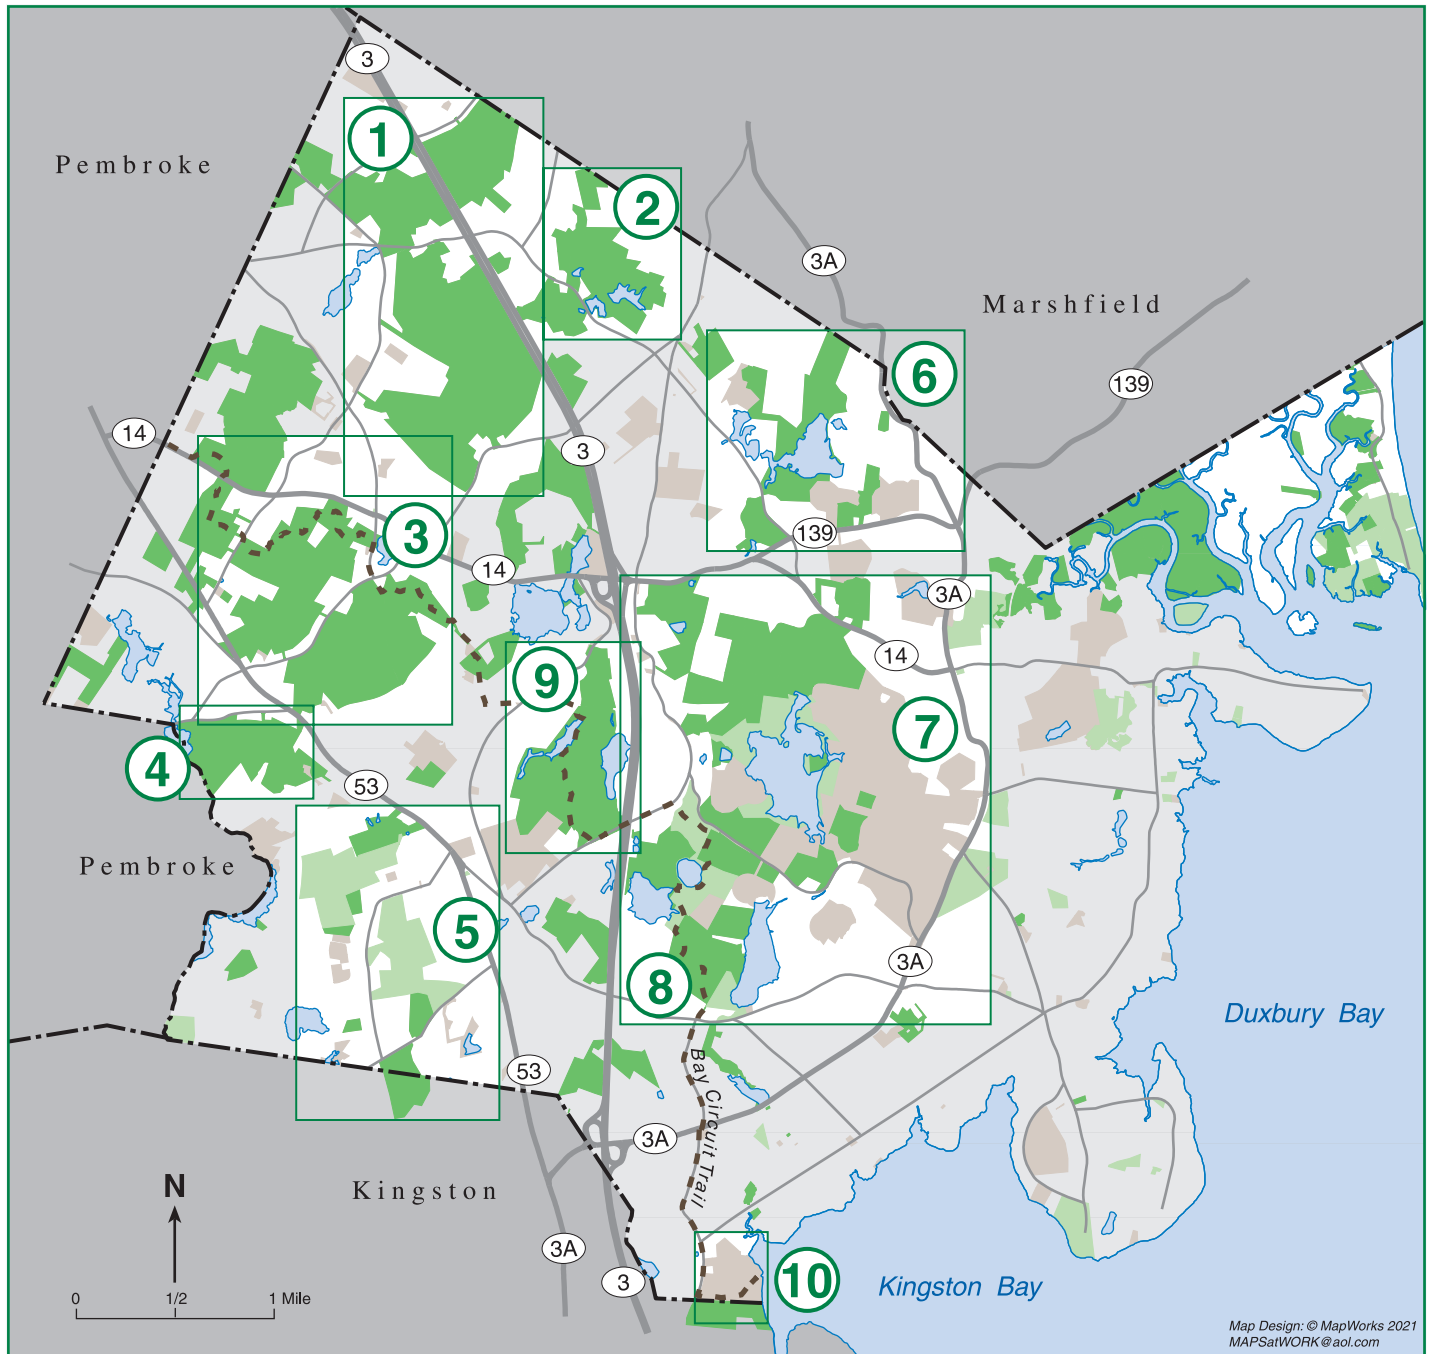 3
1
Pembroke
2
3A
Marshfield
6
139
14
3
3
139
14
3A
14
9
7
4
53
Pembroke
5
3A
8
Duxbury Bay
Bay Circuit Trail
53
3A
Kingston
N
3A
3
10
Kingston Bay
0 1/2 1 Mile
Map Design: © MapWorks 2021
MAPSatWORK@aol.com